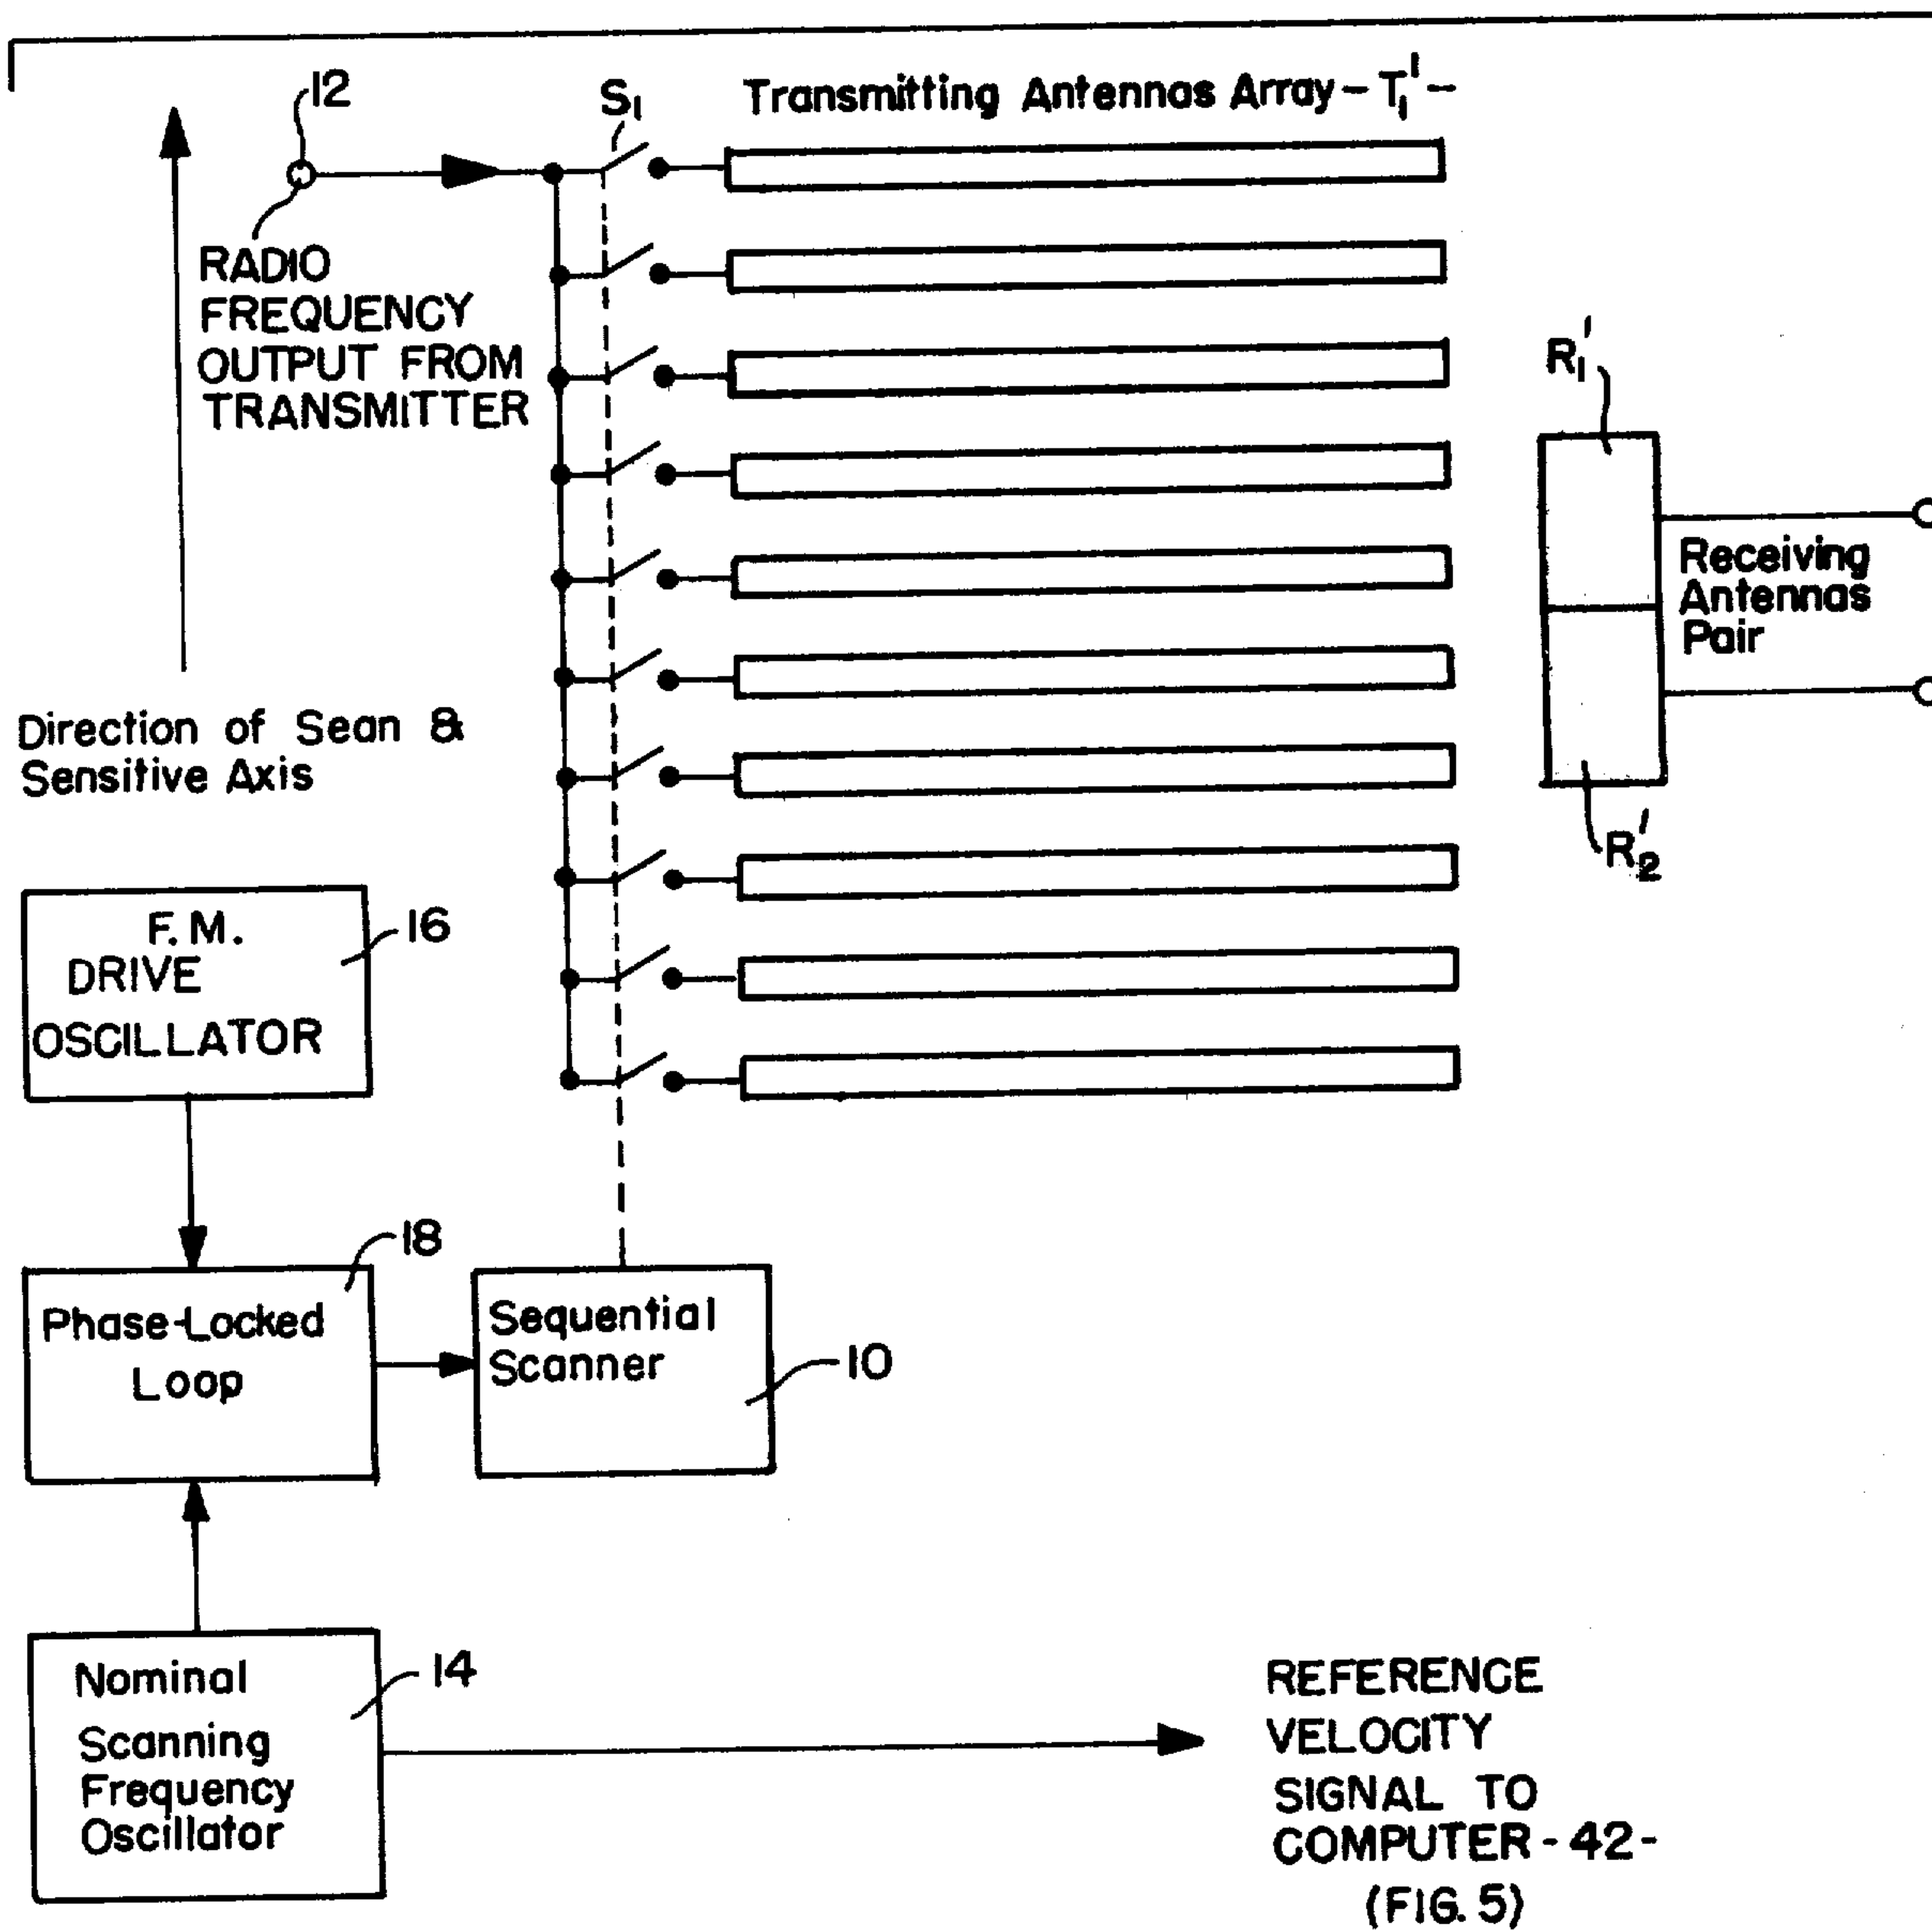 12
S₁
Transmitting Antennas Array - T₁' -
RADIO
FREQUENCY
OUTPUT FROM
TRANSMITTER
R₁'
Receiving
Antennas
Pair
R₂'
Direction of Sean &
Sensitive Axis
F. M.
DRIVE
OSCILLATOR
16
18
Phase-Locked
Loop
Sequential
Scanner
10
Nominal
Scanning
Frequency
Oscillator
14
REFERENCE
VELOCITY
SIGNAL TO
COMPUTER - 42 -
(FIG. 5)